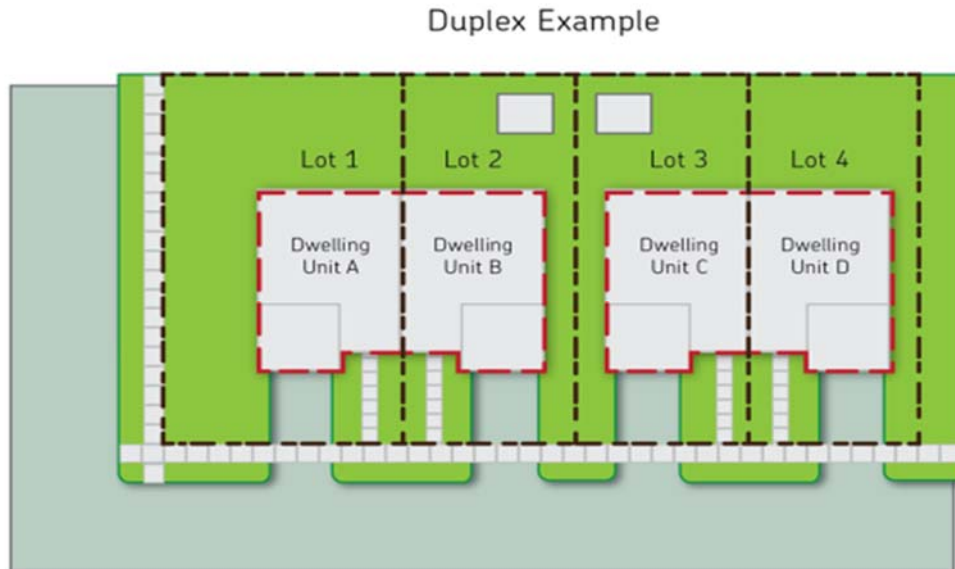 Duplex Example
Lot 1
Lot 2
Lot 3
Lot 4
Dwelling
Unit A
Dwelling
Unit B
Dwelling
Unit C
Dwelling
Unit D